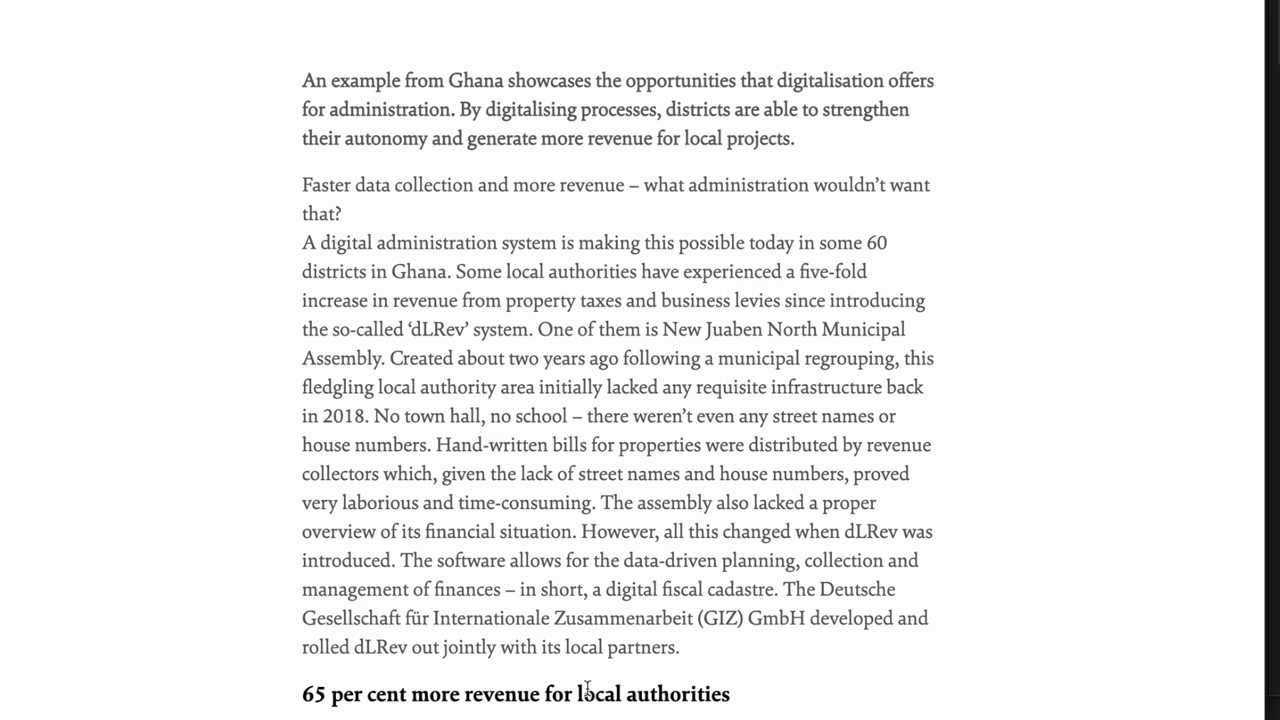 An example from Ghana showcases the opportunities that digitalisation offers
for administration. By digitalising processes, districts are able to strengthen
their autonomy and generate more revenue for local projects.
Faster data collection and more revenue – what administration wouldn’t want
that?
A digital administration system is making this possible today in some 60
districts in Ghana. Some local authorities have experienced a five-fold
increase in revenue from property taxes and business levies since introducing
the so-called ‘dLRev’ system. One of them is New Juaben North Municipal
Assembly. Created about two years ago following a municipal regrouping, this
fledgling local authority area initially lacked any requisite infrastructure back
in 2018. No town hall, no school – there weren’t even any street names or
house numbers. Hand-written bills for properties were distributed by revenue
collectors which, given the lack of street names and house numbers, proved
very laborious and time-consuming. The assembly also lacked a proper
overview of its financial situation. However, all this changed when dLRev was
introduced. The software allows for the data-driven planning, collection and
management of finances – in short, a digital fiscal cadastre. The Deutsche
Gesellschaft für Internationale Zusammenarbeit (GIZ) GmbH developed and
rolled dLRev out jointly with its local partners.
65 per cent more revenue for local authorities